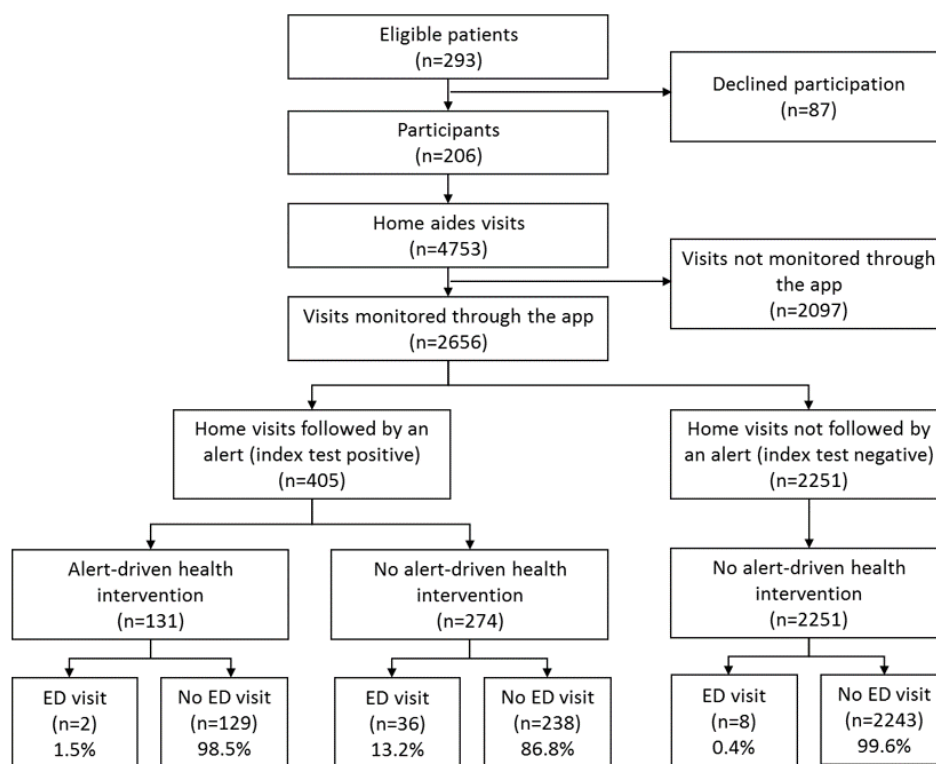 Eligible patients
(n=293)
Declined participation
(n=87)
Participants
(n=206)
Home aides visits
(n=4753)
Visits not monitored through
the app
(n=2097)
Visits monitored through the app
(n=2656)
Home visits followed by an
alert (index test positive)
(n=405)
Home visits not followed by
an alert (index test negative)
(n=2251)
Alert-driven health
intervention
(n=131)
No alert-driven health
intervention
(n=274)
No alert-driven health
intervention
(n=2251)
ED visit
(n=2)
1.5%
No ED visit
(n=129)
98.5%
ED visit
(n=36)
13.2%
No ED visit
(n=238)
86.8%
ED visit
(n=8)
0.4%
No ED visit
(n=2243)
99.6%